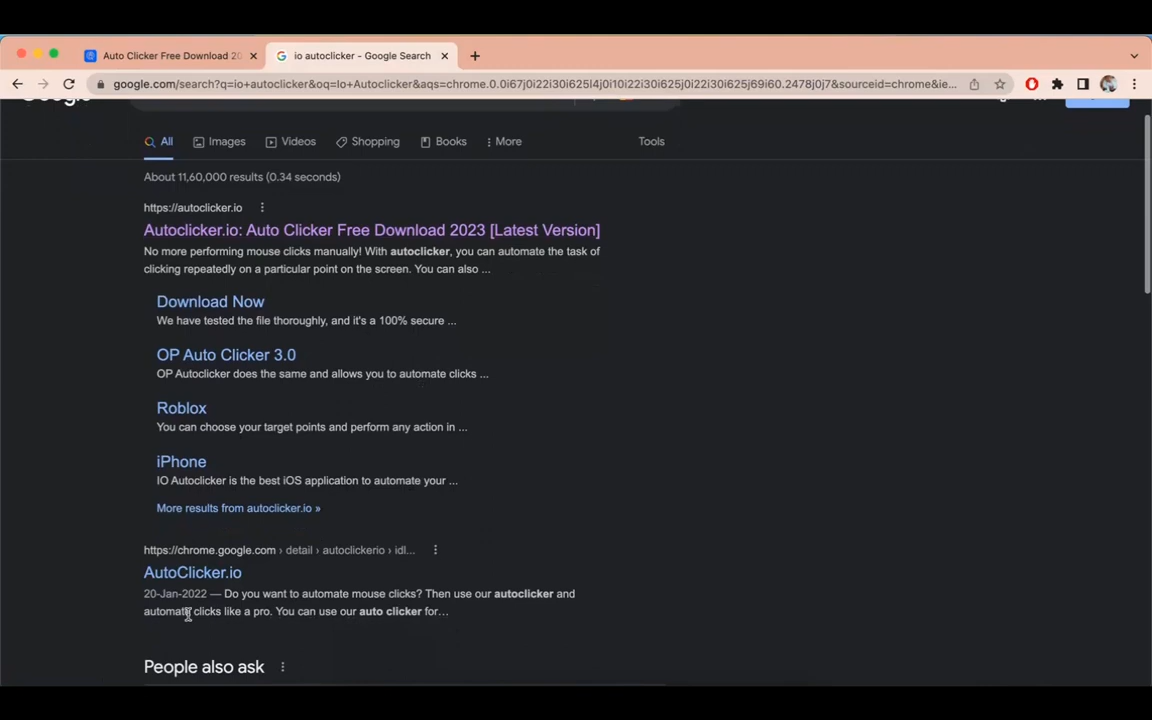 Auto Clicker Free Download 20
io autoclicker - Google Search
google.com/search?q=io+autoclicker&oq=Io+Autoclicker&aqs=chrome.0.0i67j0i22i30i625l4j0i10i22i30i625j0i22i30i625j69i60.2478j0j7&sourceid=chrome&ie...
Google
All
Images
Videos
Shopping
Books
More
Tools
About 11,60,000 results (0.34 seconds)
https://autoclicker.io
Autoclicker.io: Auto Clicker Free Download 2023 [Latest Version]
No more performing mouse clicks manually! With autoclicker, you can automate the task of
clicking repeatedly on a particular point on the screen. You can also ...
Download Now
We have tested the file thoroughly, and it's a 100% secure ...
OP Auto Clicker 3.0
OP Autoclicker does the same and allows you to automate clicks ...
Roblox
You can choose your target points and perform any action in ...
iPhone
IO Autoclicker is the best iOS application to automate your ...
More results from autoclicker.io »
https://chrome.google.com › detail › autoclickerio › idl...
AutoClicker.io
20-Jan-2022 — Do you want to automate mouse clicks? Then use our autoclicker and
automate clicks like a pro. You can use our auto clicker for...
People also ask